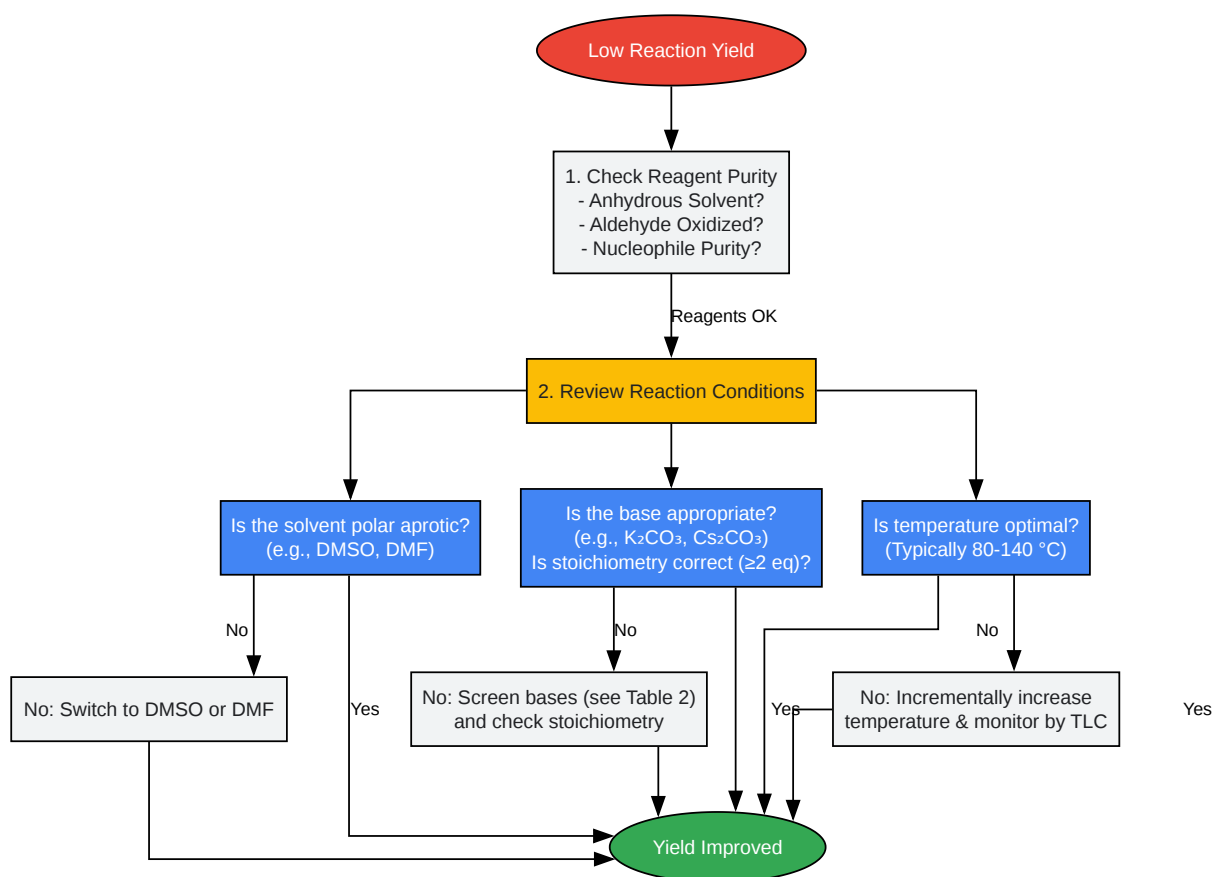 Low Reaction Yield
1. Check Reagent Purity
- Anhydrous Solvent?
- Aldehyde Oxidized?
- Nucleophile Purity?
Reagents OK
2. Review Reaction Conditions
Is the solvent polar aprotic?
(e.g., DMSO, DMF)
Is the base appropriate?
(e.g., K₂CO₃, Cs₂CO₃)
Is stoichiometry correct (≥2 eq)?
Is temperature optimal?
(Typically 80-140 °C)
No
No
No
No: Switch to DMSO or DMF
Yes
No: Screen bases (see Table 2)
and check stoichiometry
Yes
No: Incrementally increase
temperature & monitor by TLC
Yes
Yield Improved